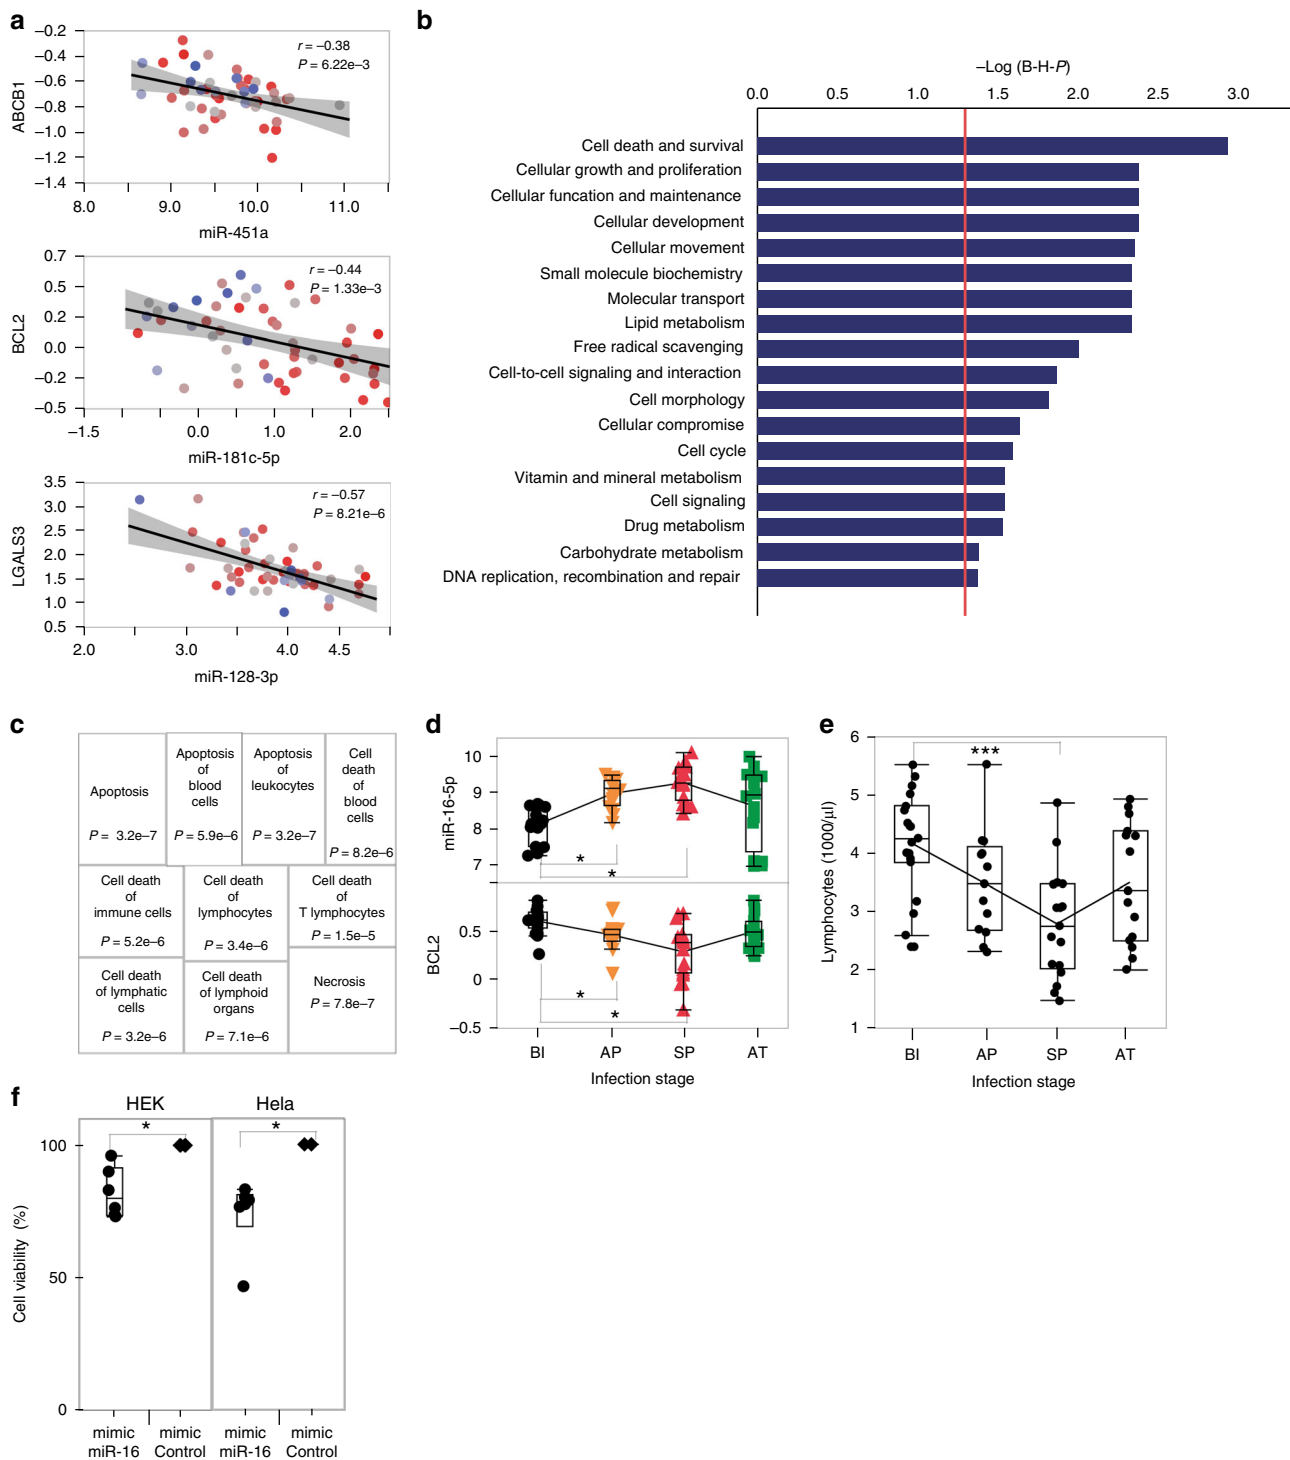 a
−0.2
−0.4
−0.6
−0.8
−1.0
−1.2
−1.4
ABCB1
r = −0.38
P = 6.22e−3
8.0
9.0
10.0
11.0
miR-451a
0.7
0.5
0.2
0.0
−0.2
−0.5
BCL2
r = −0.44
P = 1.33e−3
−1.5
0.0
1.0
2.0
miR-181c-5p
3.5
3.0
2.5
2.0
1.5
1.0
0.5
LGALS3
r = −0.57
P = 8.21e−6
2.0
3.0
4.0
4.5
miR-128-3p
b
−Log (B-H-P)
0.0
0.5
1.0
1.5
2.0
2.5
3.0
Cell death and survival
Cellular growth and proliferation
Cellular funcation and maintenance
Cellular development
Cellular movement
Small molecule biochemistry
Molecular transport
Lipid metabolism
Free radical scavenging
Cell-to-cell signaling and interaction
Cell morphology
Cellular compromise
Cell cycle
Vitamin and mineral metabolism
Cell signaling
Drug metabolism
Carbohydrate metabolism
DNA replication, recombination and repair
c
Apoptosis
P = 3.2e−7
Apoptosis
of
blood
cells
P = 5.9e−6
Apoptosis
of
leukocytes
P = 3.2e−7
Cell
death
of
blood
cells
P = 8.2e−6
Cell death
of
immune cells
P = 5.2e−6
Cell death
of
lymphocytes
P = 3.4e−6
Cell death
of
T lymphocytes
P = 1.5e−5
Cell death
of lymphatic
cells
P = 3.2e−6
Cell death
of lymphoid
organs
P = 7.1e−6
Necrosis
P = 7.8e−7
d
10
9
8
7
miR-16-5p
*
*
0.5
0
−0.5
BCL2
*
*
BI
AP
SP
AT
Infection stage
e
6
5
4
3
2
1
Lymphocytes (1000/µl)
***
BI
AP
SP
AT
Infection stage
f
HEK
Hela
*
*
100
50
0
Cell viability (%)
mimic
miR-16
mimic
Control
mimic
miR-16
mimic
Control